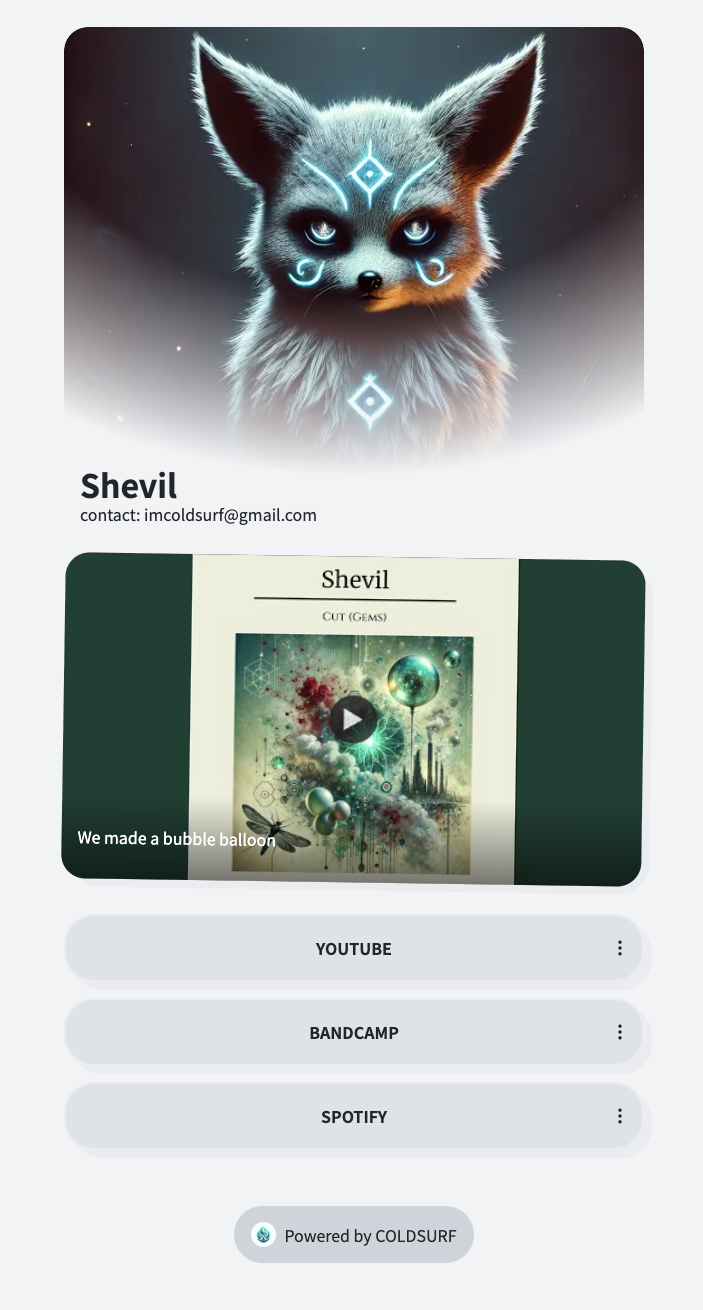 Shevil
contact: imcoldsurf@gmail.com
Shevil
CUT (GEMS)
We made a bubble balloon
YOUTUBE
BANDCAMP
SPOTIFY
Powered by COLDSURF